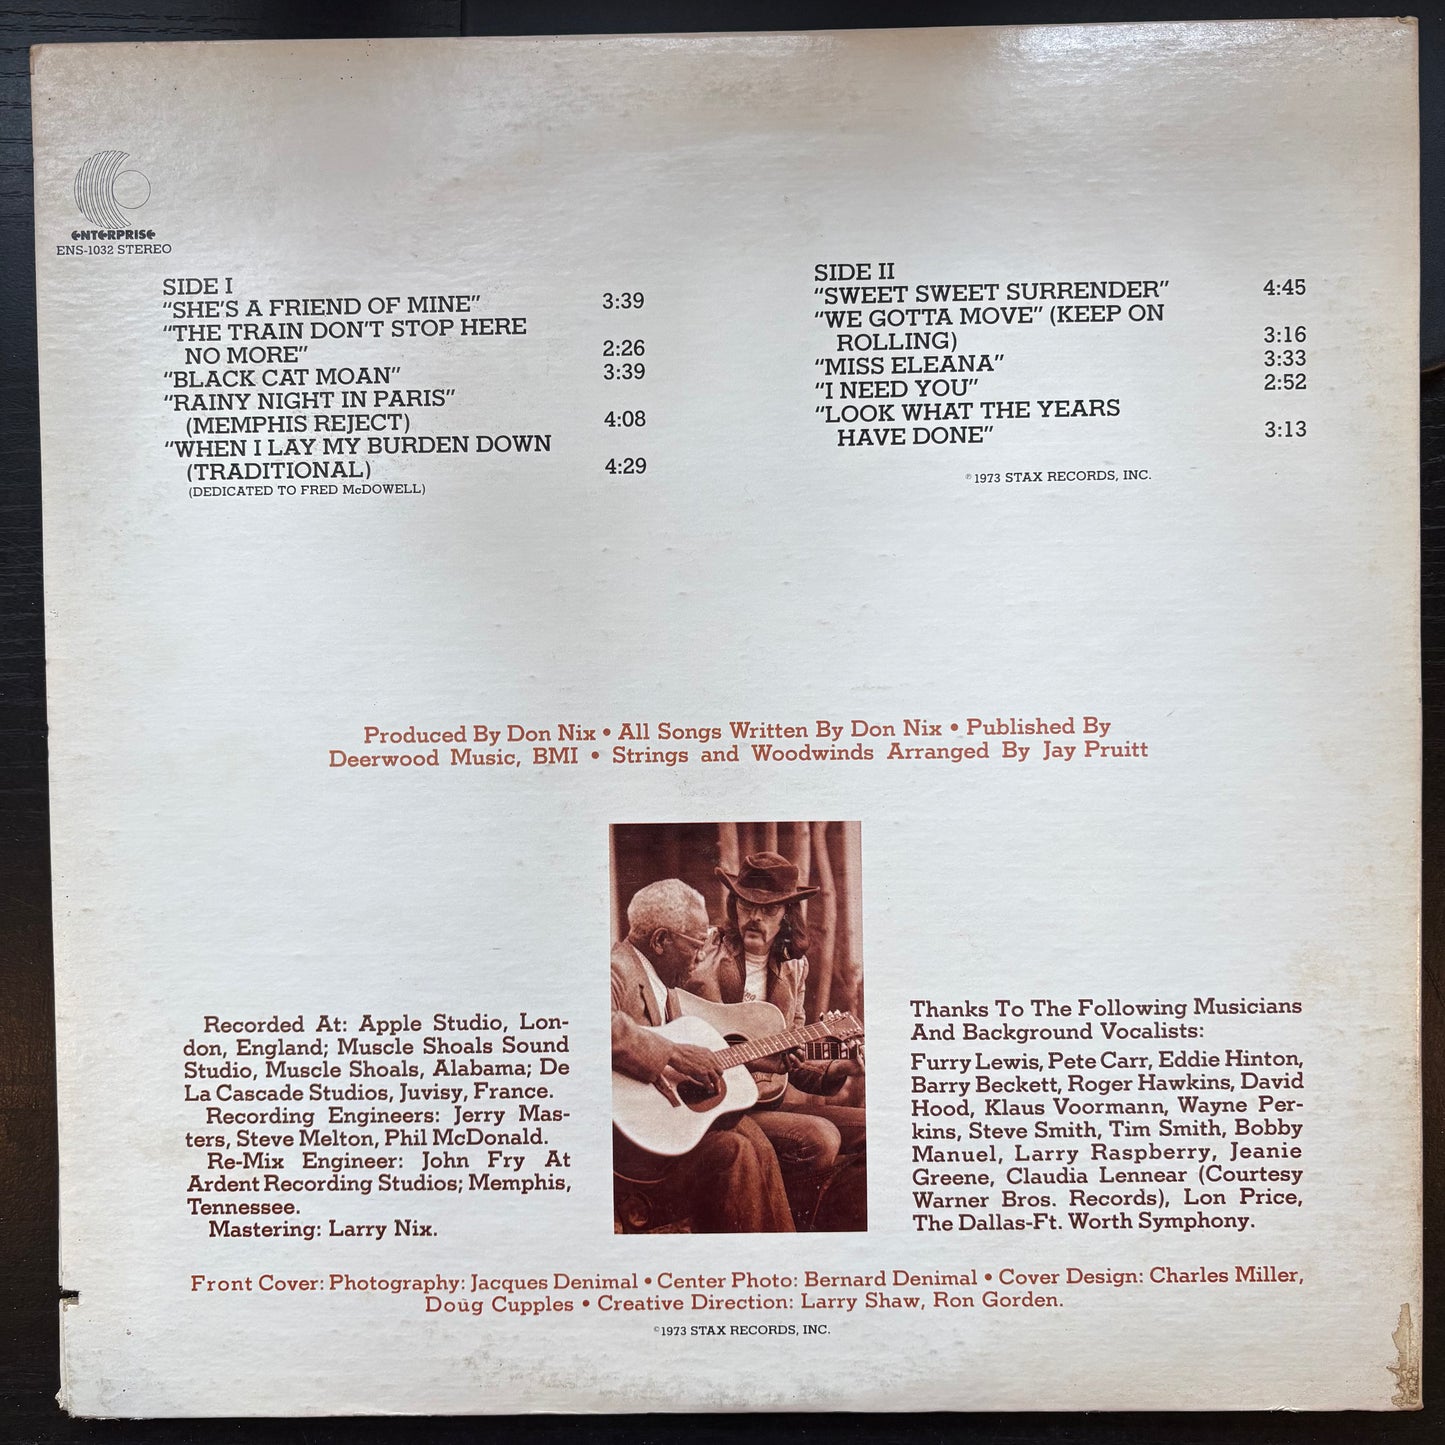 ENTERPRISE
ENS-1032 STEREO
SIDE I
"SHE'S A FRIEND OF MINE" 3:39
"THE TRAIN DON'T STOP HERE
NO MORE" 2:26
"BLACK CAT MOAN" 3:39
"RAINY NIGHT IN PARIS"
(MEMPHIS REJECT) 4:08
"WHEN I LAY MY BURDEN DOWN
(TRADITIONAL) 4:29
(DEDICATED TO FRED McDOWELL)
SIDE II
"SWEET SWEET SURRENDER" 4:45
"WE GOTTA MOVE" (KEEP ON
ROLLING) 3:16
"MISS ELEANA" 3:33
"I NEED YOU" 2:52
"LOOK WHAT THE YEARS
HAVE DONE" 3:13
℗1973 STAX RECORDS, INC.
Produced By Don Nix • All Songs Written By Don Nix • Published By
Deerwood Music, BMI • Strings and Woodwinds Arranged By Jay Pruitt
Recorded At: Apple Studio, Lon-
don, England; Muscle Shoals Sound
Studio, Muscle Shoals, Alabama; De
La Cascade Studios, Juvisy, France.
Recording Engineers: Jerry Mas-
ters, Steve Melton, Phil McDonald.
Re-Mix Engineer: John Fry At
Ardent Recording Studios; Memphis,
Tennessee.
Mastering: Larry Nix.
Thanks To The Following Musicians
And Background Vocalists:
Furry Lewis, Pete Carr, Eddie Hinton,
Barry Beckett, Roger Hawkins, David
Hood, Klaus Voormann, Wayne Per-
kins, Steve Smith, Tim Smith, Bobby
Manuel, Larry Raspberry, Jeanie
Greene, Claudia Lennear (Courtesy
Warner Bros. Records), Lon Price,
The Dallas-Ft. Worth Symphony.
Front Cover: Photography: Jacques Denimal • Center Photo: Bernard Denimal • Cover Design: Charles Miller,
Doug Cupples • Creative Direction: Larry Shaw, Ron Gorden.
©1973 STAX RECORDS, INC.